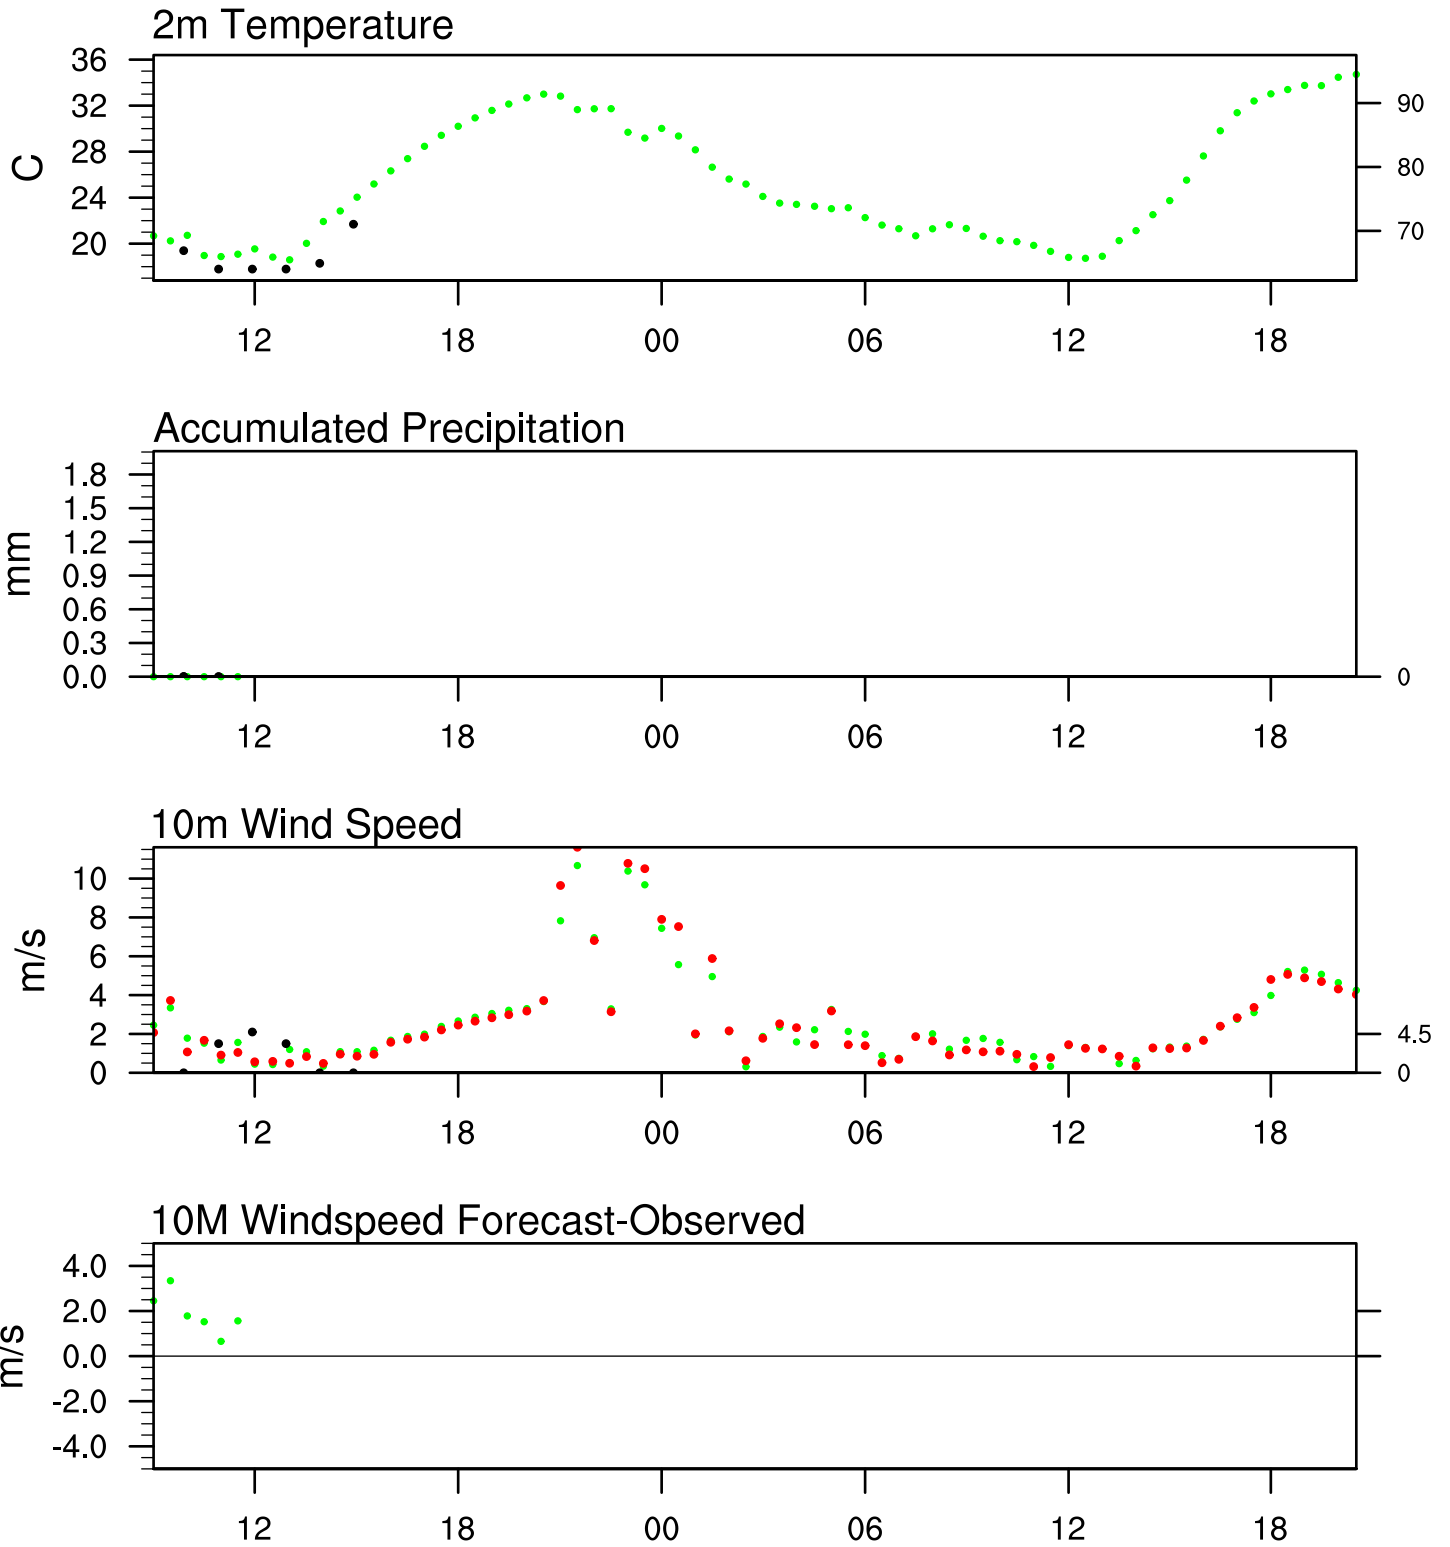 2m Temperature
36
32
28
24
20
C
90
80
70
12 18 00 06 12 18
Accumulated Precipitation
1.8
1.5
1.2
0.9
0.6
0.3
0.0
mm
0
12 18 00 06 12 18
10m Wind Speed
10
8
6
4
2
0
m/s
4.5
0
12 18 00 06 12 18
10M Windspeed Forecast-Observed
4.0
2.0
0.0
-2.0
-4.0
m/s
12 18 00 06 12 18